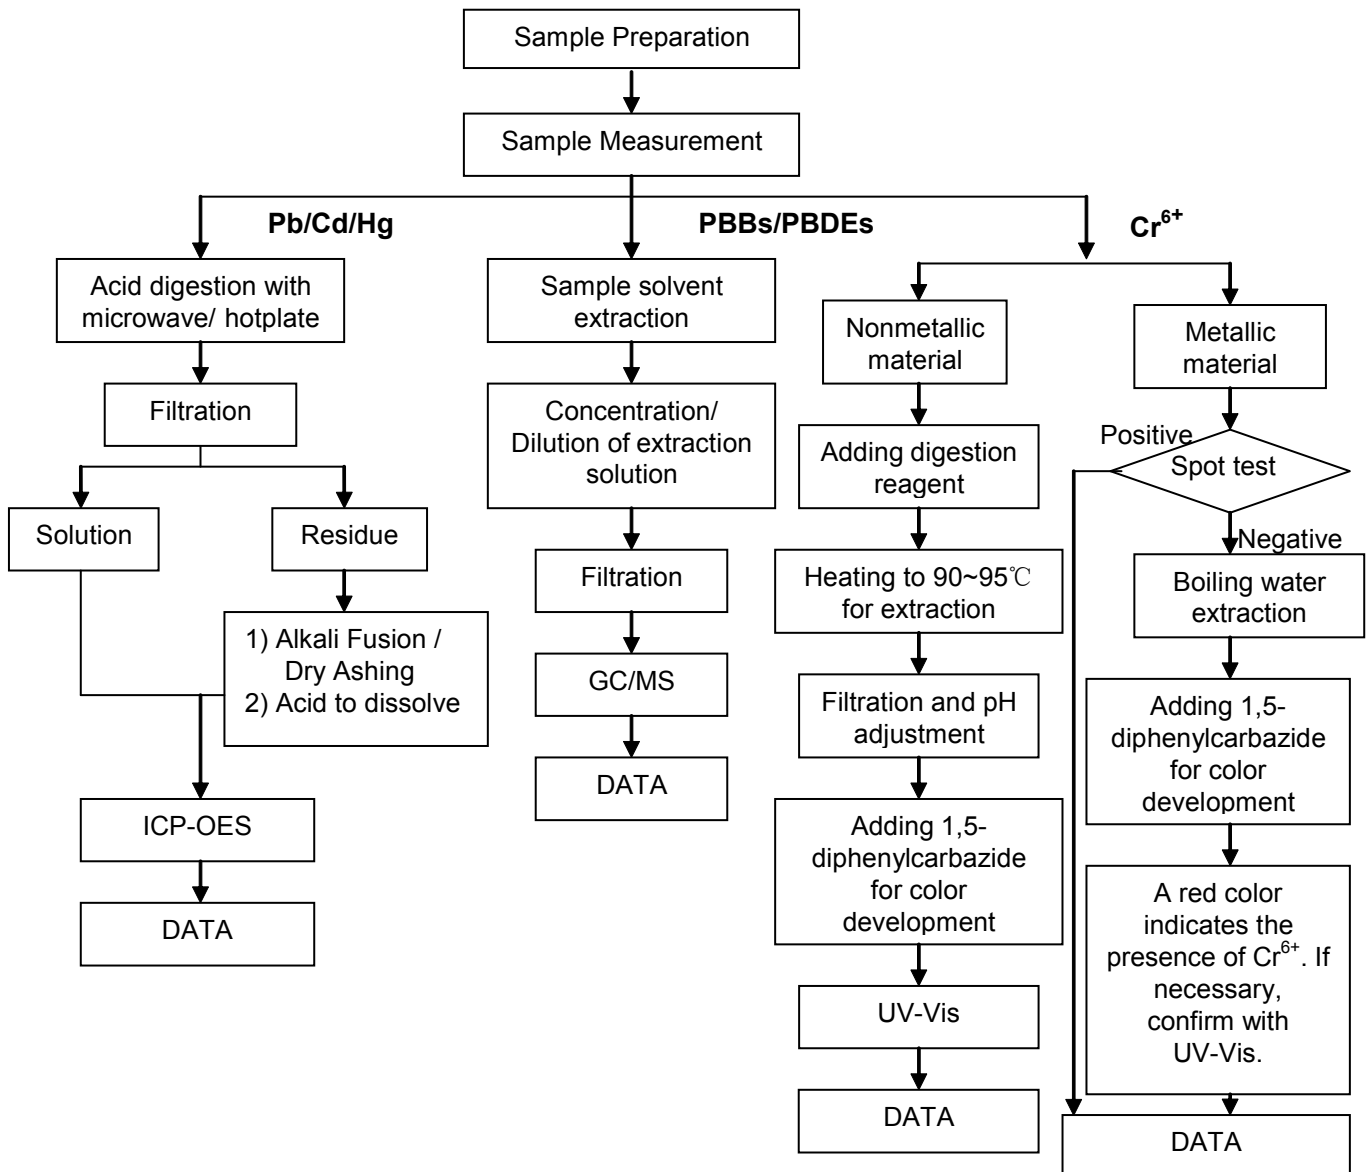 Sample Preparation
Sample Measurement
Pb/Cd/Hg
PBBs/PBDEs
Cr⁶⁺
Acid digestion with
microwave/ hotplate
Filtration
Solution
Residue
1) Alkali Fusion /
Dry Ashing
2) Acid to dissolve
ICP-OES
DATA
Sample solvent
extraction
Concentration/
Dilution of extraction
solution
Filtration
GC/MS
DATA
Nonmetallic
material
Adding digestion
reagent
Heating to 90~95℃
for extraction
Filtration and pH
adjustment
Adding 1,5-
diphenylcarbazide
for color
development
UV-Vis
DATA
Metallic
material
Positive
Spot test
Negative
Boiling water
extraction
Adding 1,5-
diphenylcarbazide
for color
development
A red color
indicates the
presence of Cr⁶⁺. If
necessary,
confirm with
UV-Vis.
DATA